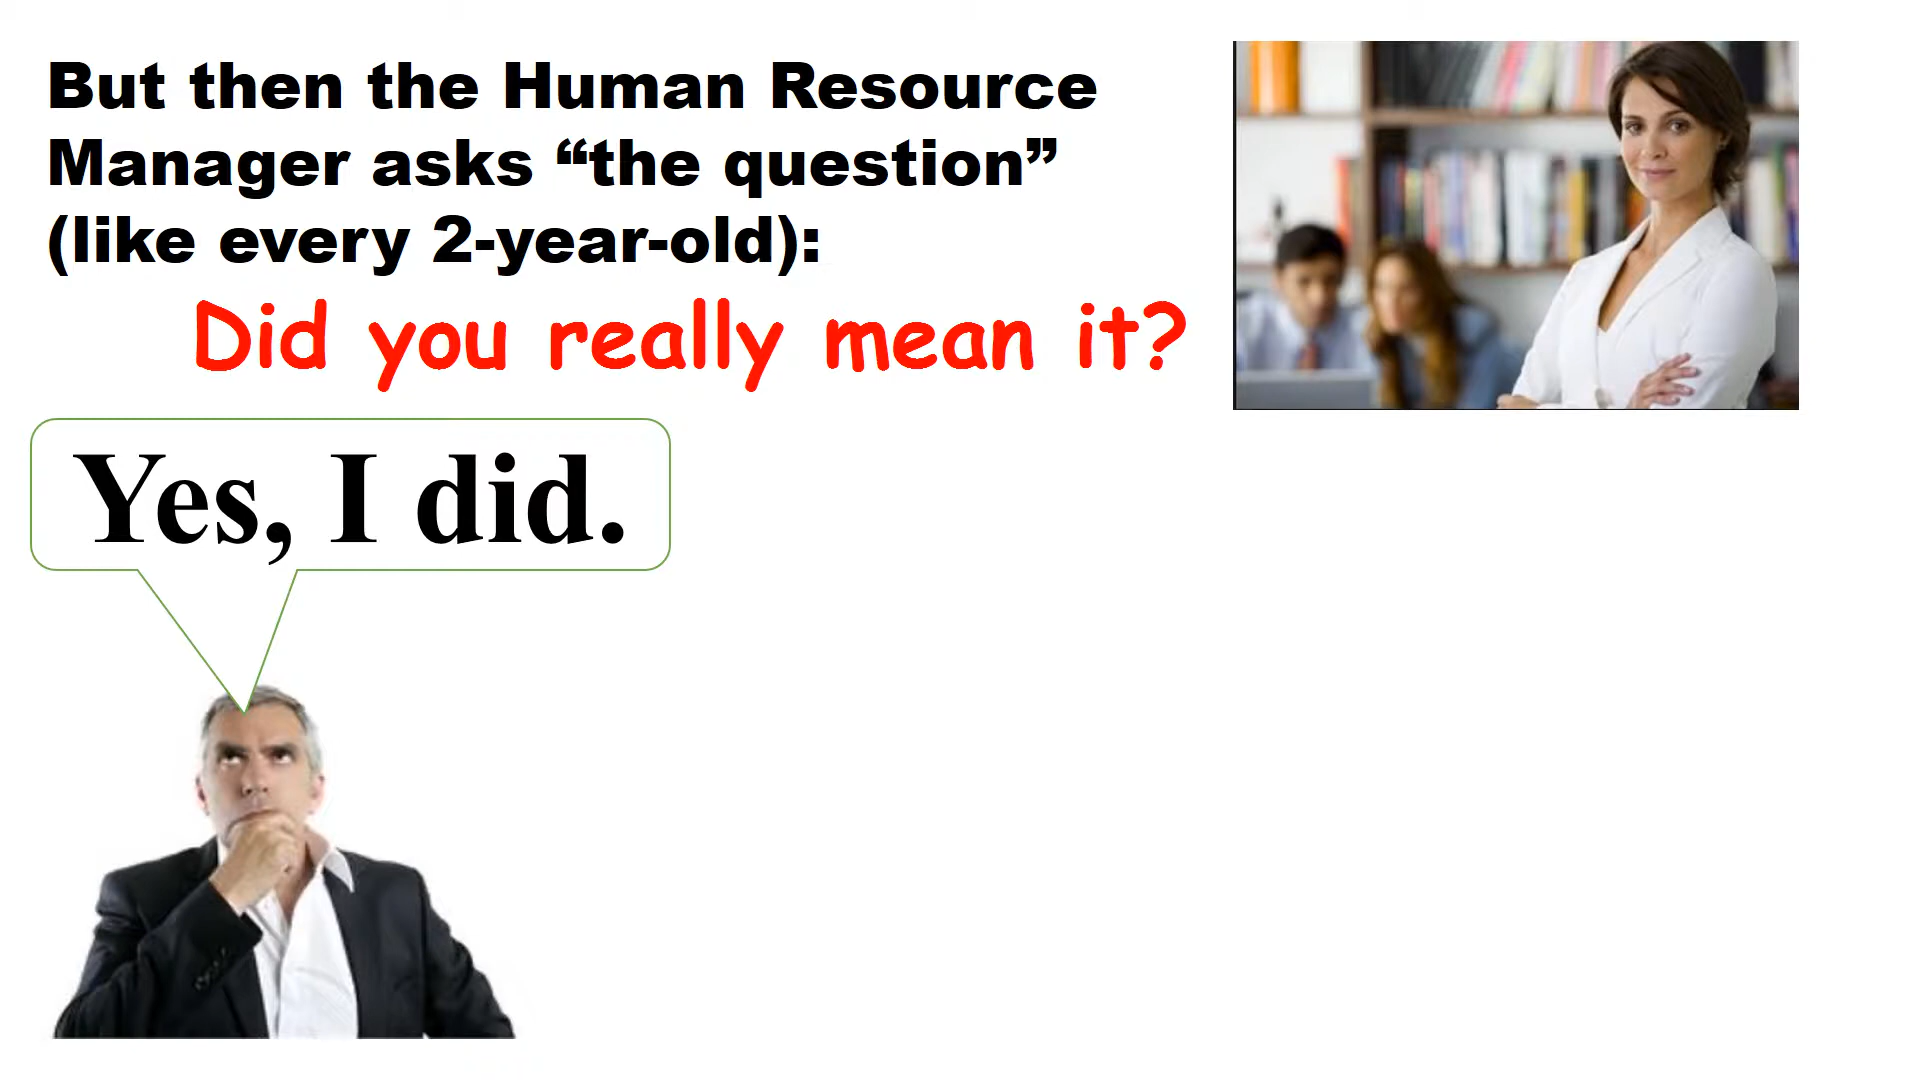 But then the Human Resource
Manager asks “the question”
(like every 2-year-old):
Did you really mean it?
Yes, I did.